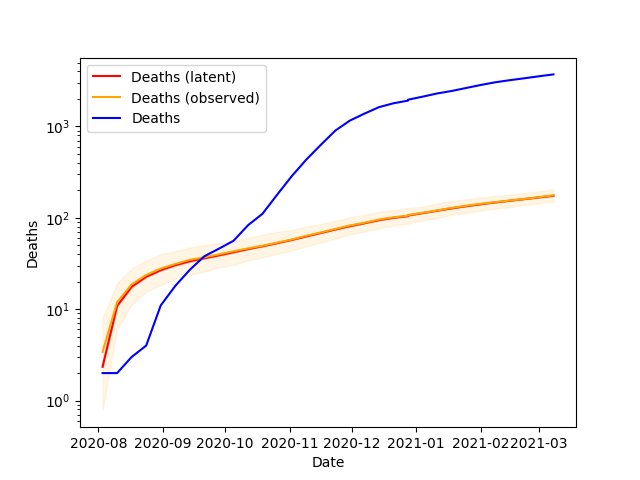 Deaths (latent)
Deaths (observed)
Deaths
10³
10²
10¹
10⁰
Deaths
2020-08 2020-09 2020-10 2020-11 2020-12 2021-01 2021-02 2021-03
Date